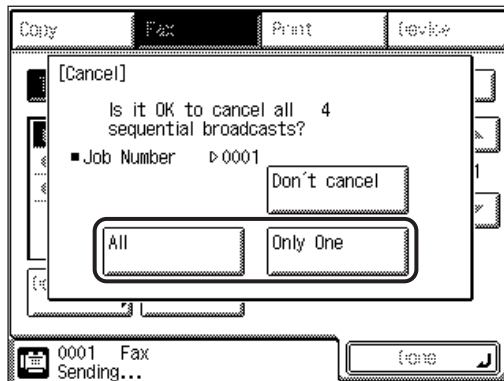 Copy Fax Print Device
[Cancel]
Is it OK to cancel all 4
sequential broadcasts?
■ Job Number ▷0001
Don't cancel
1
All Only One
0001 Fax
Sending...
Done